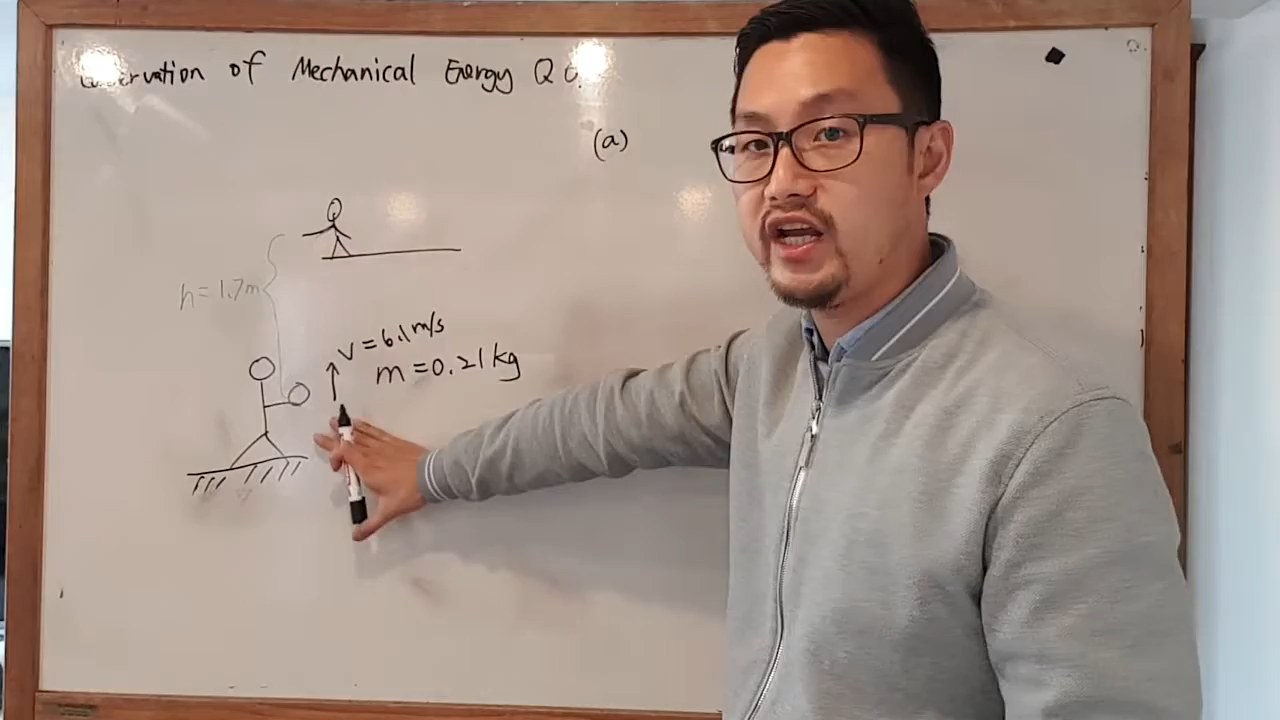 of Mechanical Energy Q
(a)
h = 1.7m
V = 6.1 m/s
m = 0.21 kg